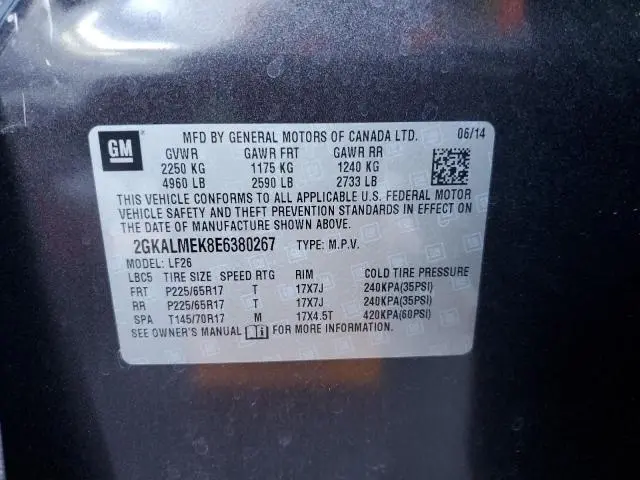 GM
MFD BY GENERAL MOTORS OF CANADA LTD. 06/14
GVWR GAWR FRT GAWR RR
2250 KG 1175 KG 1240 KG
4960 LB 2590 LB 2733 LB
THIS VEHICLE CONFORMS TO ALL APPLICABLE U.S. FEDERAL MOTOR
VEHICLE SAFETY AND THEFT PREVENTION STANDARDS IN EFFECT ON
THE DATE OF MANUFACTURE SHOWN ABOVE.
2GKALMEK8E6380267 TYPE: M.P.V.
MODEL: LF26
LBC5 TIRE SIZE SPEED RTG RIM COLD TIRE PRESSURE
FRT P225/65R17 T 17X7J 240KPA(35PSI)
RR P225/65R17 T 17X7J 240KPA(35PSI)
SPA T145/70R17 M 17X4.5T 420KPA(60PSI)
SEE OWNER'S MANUAL FOR MORE INFORMATION.